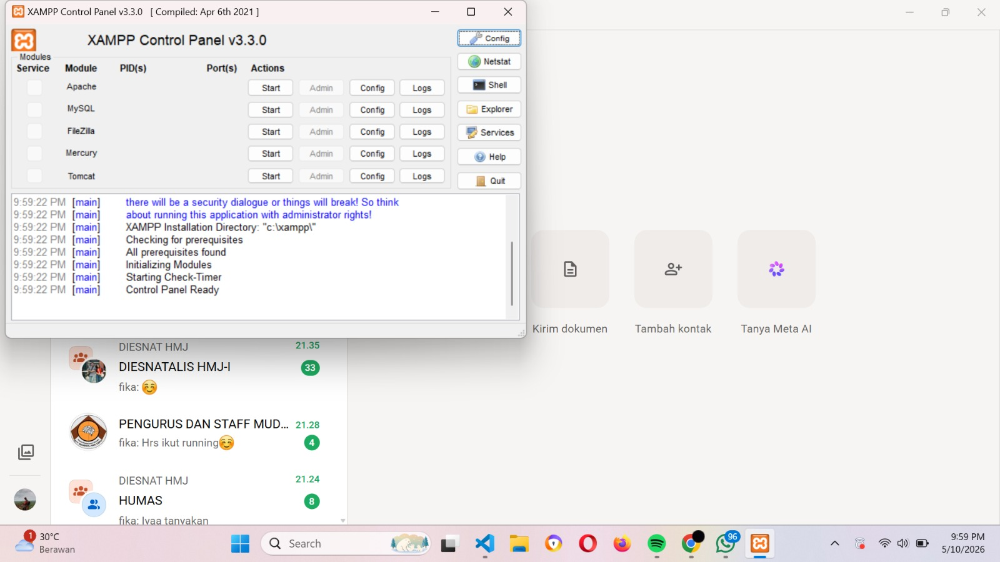 XAMPP Control Panel v3.3.0 [ Compiled: Apr 6th 2021 ]
XAMPP Control Panel v3.3.0
Config
Modules
Service Module PID(s) Port(s) Actions
Netstat
Apache Start Admin Config Logs
Shell
MySQL Start Admin Config Logs
Explorer
FileZilla Start Admin Config Logs
Services
Mercury Start Admin Config Logs
Help
Tomcat Start Admin Config Logs
Quit
9:59:22 PM [main] there will be a security dialogue or things will break! So think
9:59:22 PM [main] about running this application with administrator rights!
9:59:22 PM [main] XAMPP Installation Directory: "c:\xampp\"
9:59:22 PM [main] Checking for prerequisites
9:59:22 PM [main] All prerequisites found
9:59:22 PM [main] Initializing Modules
9:59:22 PM [main] Starting Check-Timer
9:59:22 PM [main] Control Panel Ready
Kirim dokumen Tambah kontak Tanya Meta AI
DIESNAT HMJ 21.35
DIESNATALIS HMJ-I 33
fika: ☺️
PENGURUS DAN STAFF MUD... 21.28
fika: Hrs ikut running☺️ 4
DIESNAT HMJ 21.24
HUMAS 8
fika: Iyaa tanyakan
1 30°C
Berawan
Search
96
9:59 PM
5/10/2026